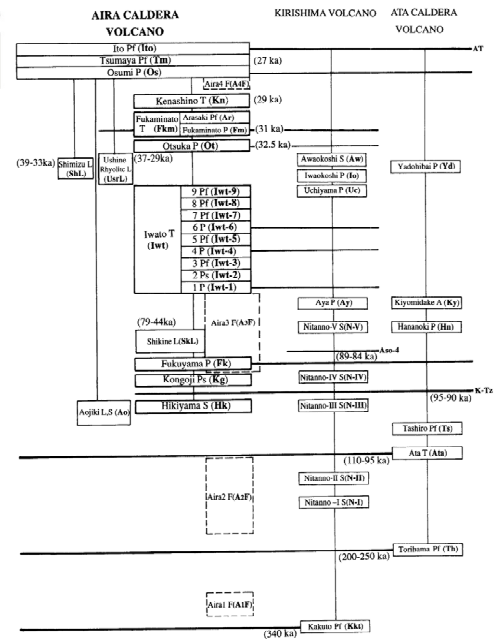 AIRA CALDERA
VOLCANO
KIRISHIMA VOLCANO
ATA CALDERA
VOLCANO
Ito Pf (Ito)
AT
Tsumaya Pf (Tm)
(27 ka)
Osumi P (Os)
Aira4 F(A4F)
Kenashino T (Kn)
(29 ka)
Fukaminato
T (Fkm)
Arasaki Pf (Ar)
Fukaminato P (Fm)
(31 ka)
Otsuka P (Ot)
(32.5 ka)
(39-33ka)
Shimizu L
(ShL)
Ushine
Rhyolite L
(UsrL)
(37-29ka)
Awaokoshi S (Aw)
Iwaokoshi P (Io)
Uchiyama P (Uc)
Yadohibai P (Yd)
Iwato T
(Iwt)
9 Pf (Iwt-9)
8 Pf (Iwt-8)
7 Pf (Iwt-7)
6 P (Iwt-6)
5 Pf (Iwt-5)
4 P (Iwt-4)
3 Pf (Iwt-3)
2 Ps (Iwt-2)
1 P (Iwt-1)
Aya P (Ay)
Kiyomidake A (Ky)
(79-44ka)
Aira3 F(A3F)
Nitanno-V S(N-V)
Hananoki P (Hn)
Shikine L(SkL)
Aso-4
(89-84 ka)
Fukuyama P (Fk)
Kongoji Ps (Kg)
Nitanno-IV S(N-IV)
K-Tz
(95-90 ka)
Aojiki L,S (Ao)
Hikiyama S (Hk)
Nitanno-III S(N-III)
Tashiro Pf (Ts)
Ata T (Ata)
(110-95 ka)
Aira2 F(A2F)
Nitanno-II S(N-II)
Nitanno -I S(N-I)
Torihama Pf (Th)
(200-250 ka)
Aira1 F(A1F)
Kakuto Pf (Kkt)
(340 ka)